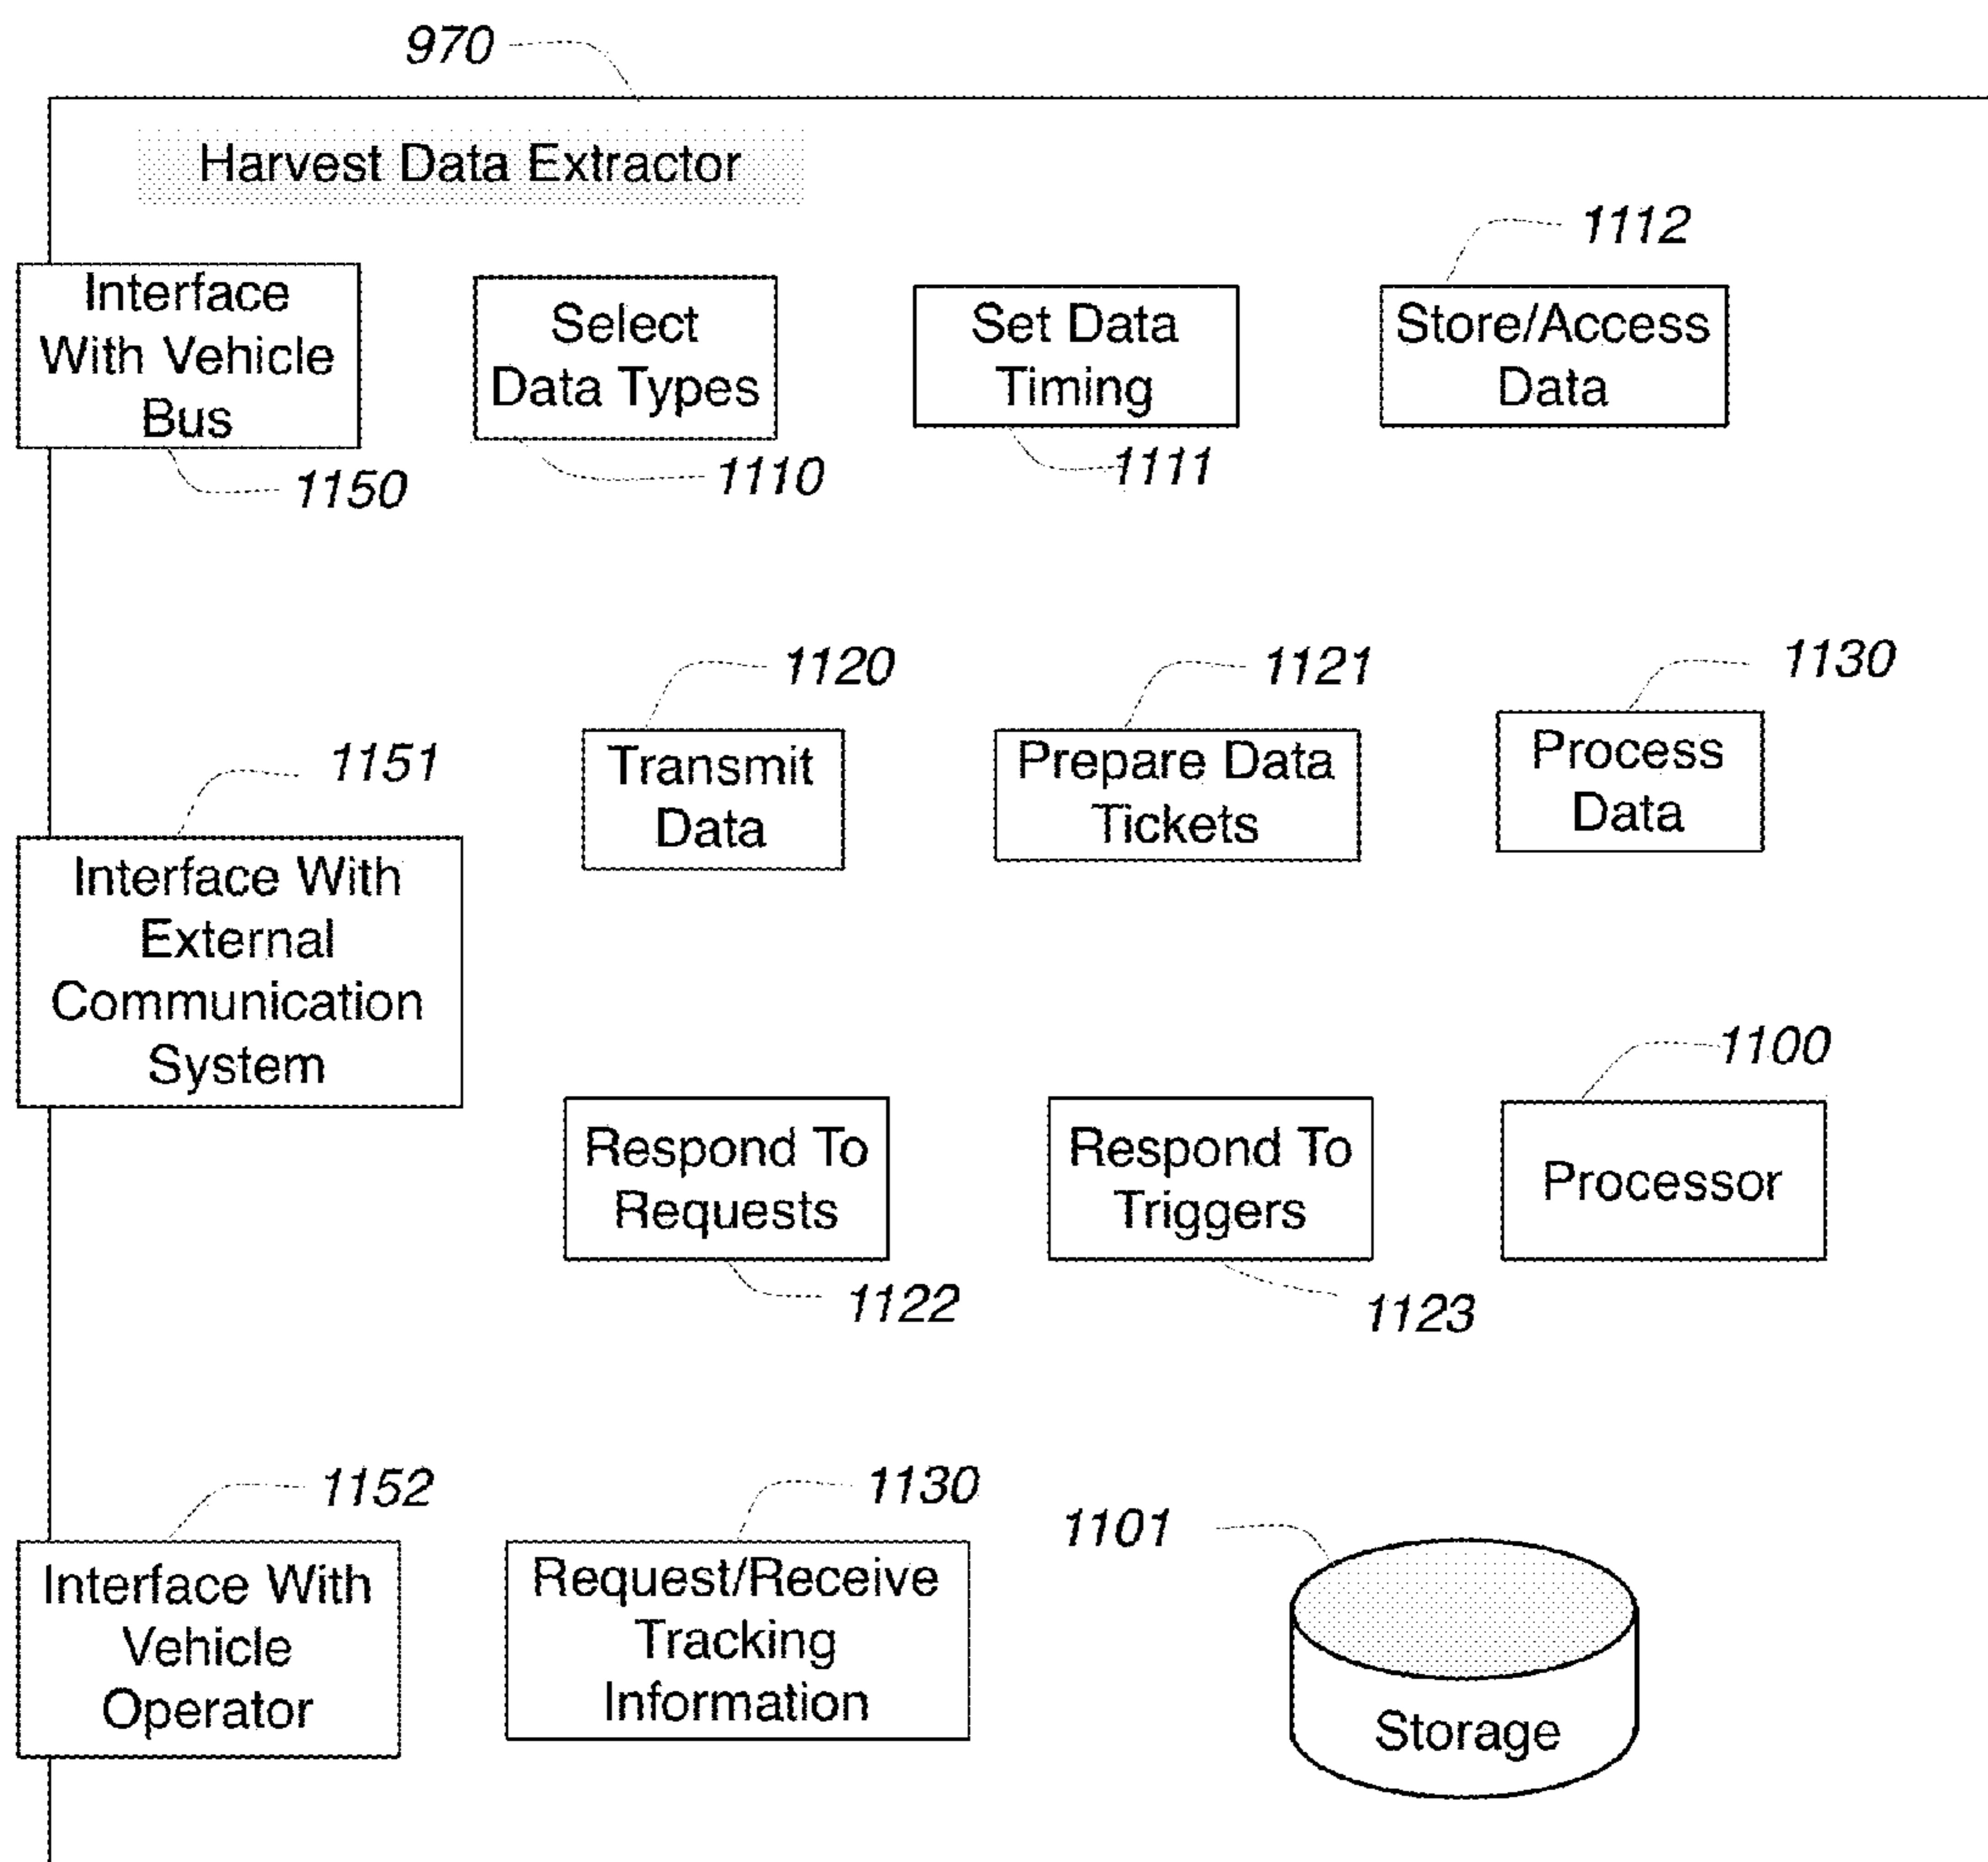 970
Harvest Data Extractor
1112
Interface
With Vehicle
Bus
Select
Data Types
Set Data
Timing
Store/Access
Data
1150
1110
1111
1120
1121
1130
1151
Transmit
Data
Prepare Data
Tickets
Process
Data
Interface With
External
Communication
System
1100
Respond To
Requests
Respond To
Triggers
Processor
1122
1123
1152
1130
1101
Interface With
Vehicle
Operator
Request/Receive
Tracking
Information
Storage